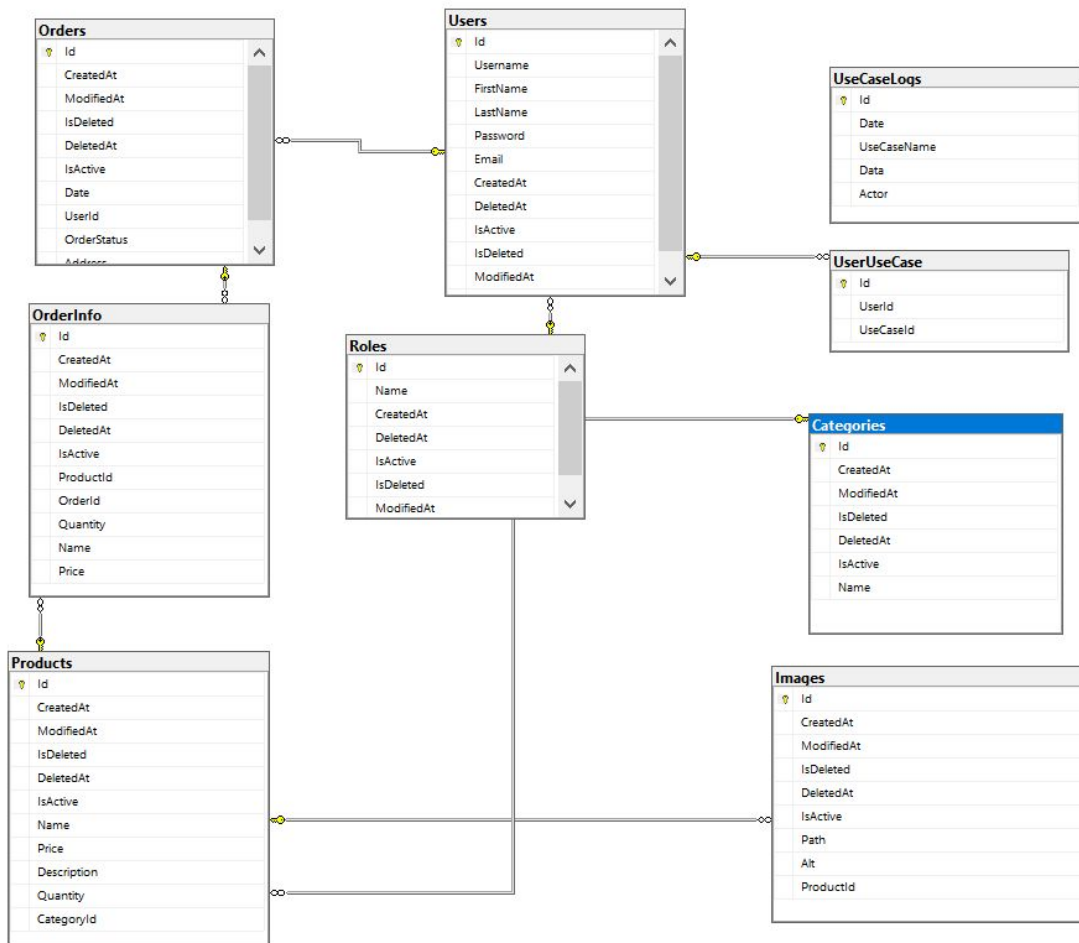 Orders
Id
CreatedAt
ModifiedAt
IsDeleted
DeletedAt
IsActive
Date
UserId
OrderStatus
Address
Users
Id
Username
FirstName
LastName
Password
Email
CreatedAt
DeletedAt
IsActive
IsDeleted
ModifiedAt
UseCaseLogs
Id
Date
UseCaseName
Data
Actor
UserUseCase
Id
UserId
UseCaseId
OrderInfo
Id
CreatedAt
ModifiedAt
IsDeleted
DeletedAt
IsActive
ProductId
OrderId
Quantity
Name
Price
Roles
Id
Name
CreatedAt
DeletedAt
IsActive
IsDeleted
ModifiedAt
Categories
Id
CreatedAt
ModifiedAt
IsDeleted
DeletedAt
IsActive
Name
Products
Id
CreatedAt
ModifiedAt
IsDeleted
DeletedAt
IsActive
Name
Price
Description
Quantity
CategoryId
Images
Id
CreatedAt
ModifiedAt
IsDeleted
DeletedAt
IsActive
Path
Alt
ProductId